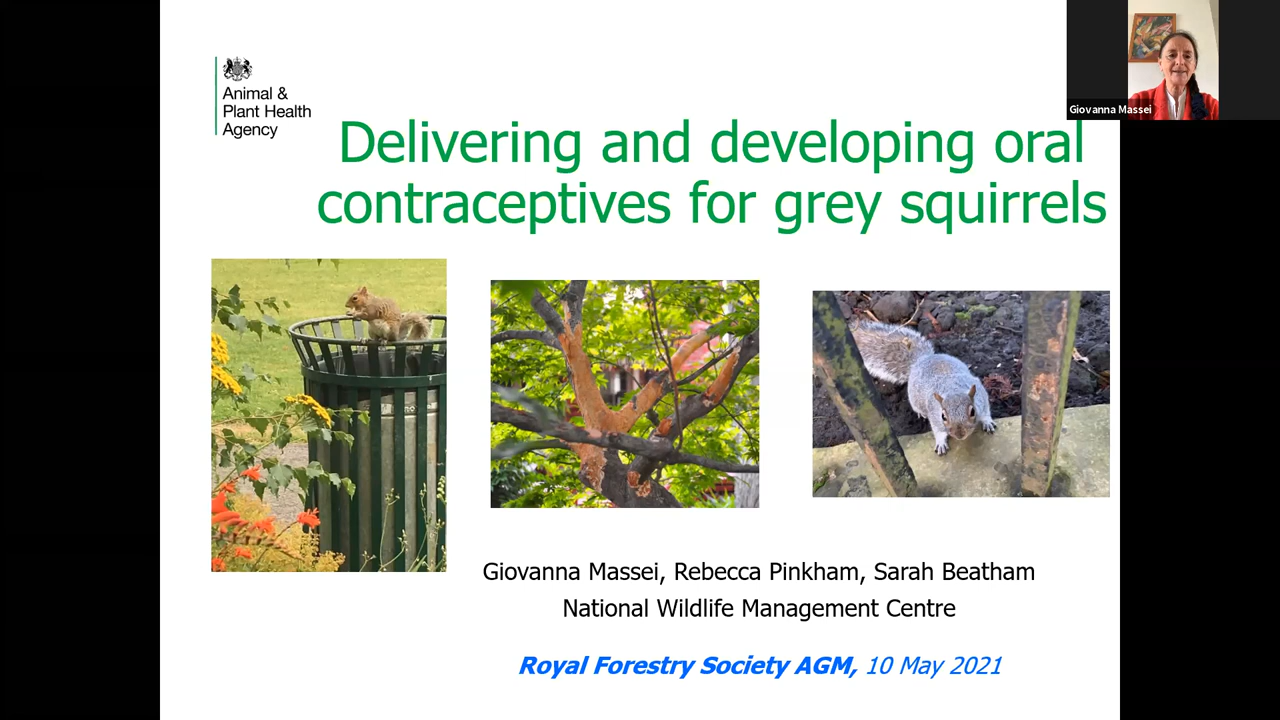 Animal &
Plant Health
Agency
Giovanna Massei
Delivering and developing oral
contraceptives for grey squirrels
Giovanna Massei, Rebecca Pinkham, Sarah Beatham
National Wildlife Management Centre
Royal Forestry Society AGM, 10 May 2021